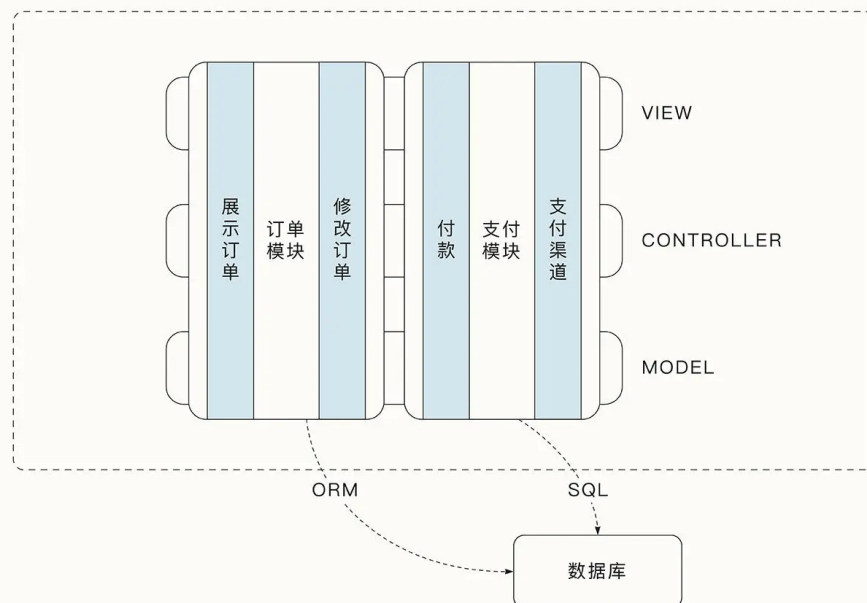 VIEW
展示订单
订单
模块
修改订单
付款
支付
模块
支付渠道
CONTROLLER
MODEL
ORM
SQL
数据库